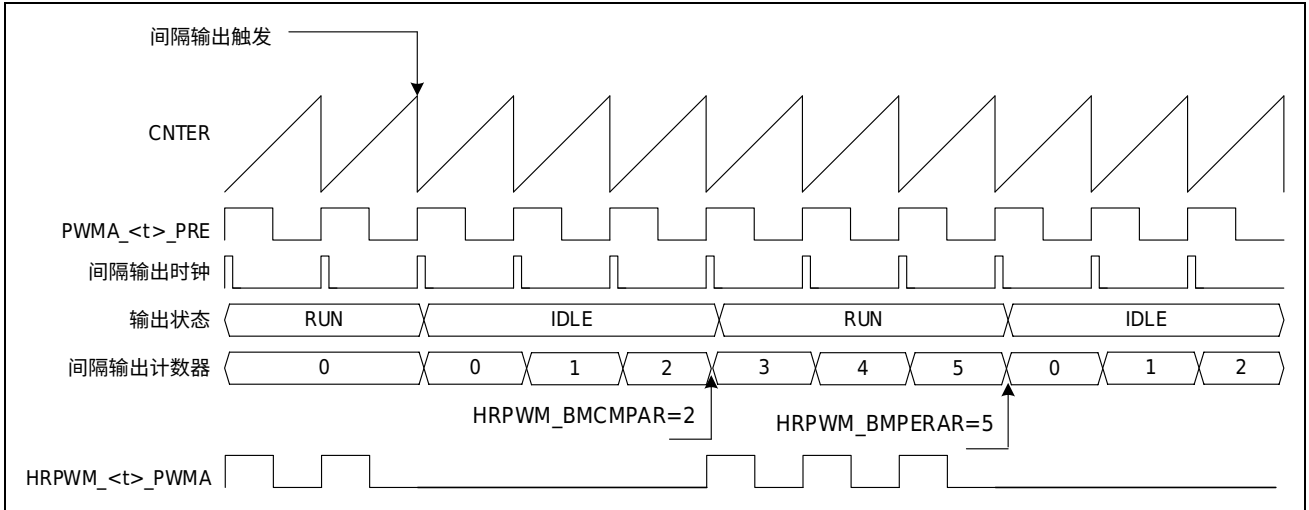 间隔输出触发
CNTER
PWMA_<t>_PRE
间隔输出时钟
输出状态 RUN IDLE RUN IDLE
间隔输出计数器 0 0 1 2 3 4 5 0 1 2
HRPWM_BMCMPAR=2 HRPWM_BMPERAR=5
HRPWM_<t>_PWMA